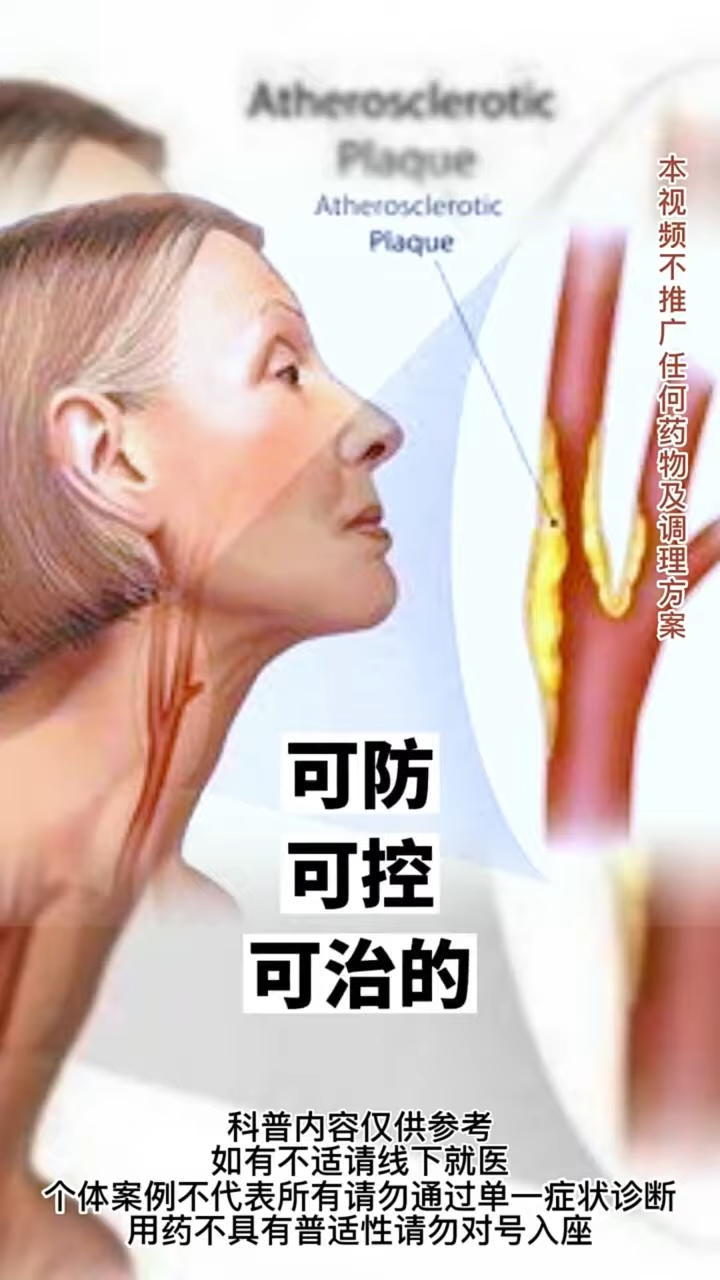 Atherosclerotic
Plaque
Atherosclerotic
Plaque
本视频不推广任何药物及调理方案
可防
可控
可治的
科普内容仅供参考
如有不适请线下就医
个体案例不代表所有请勿通过单一症状诊断
用药不具有普适性请勿对号入座